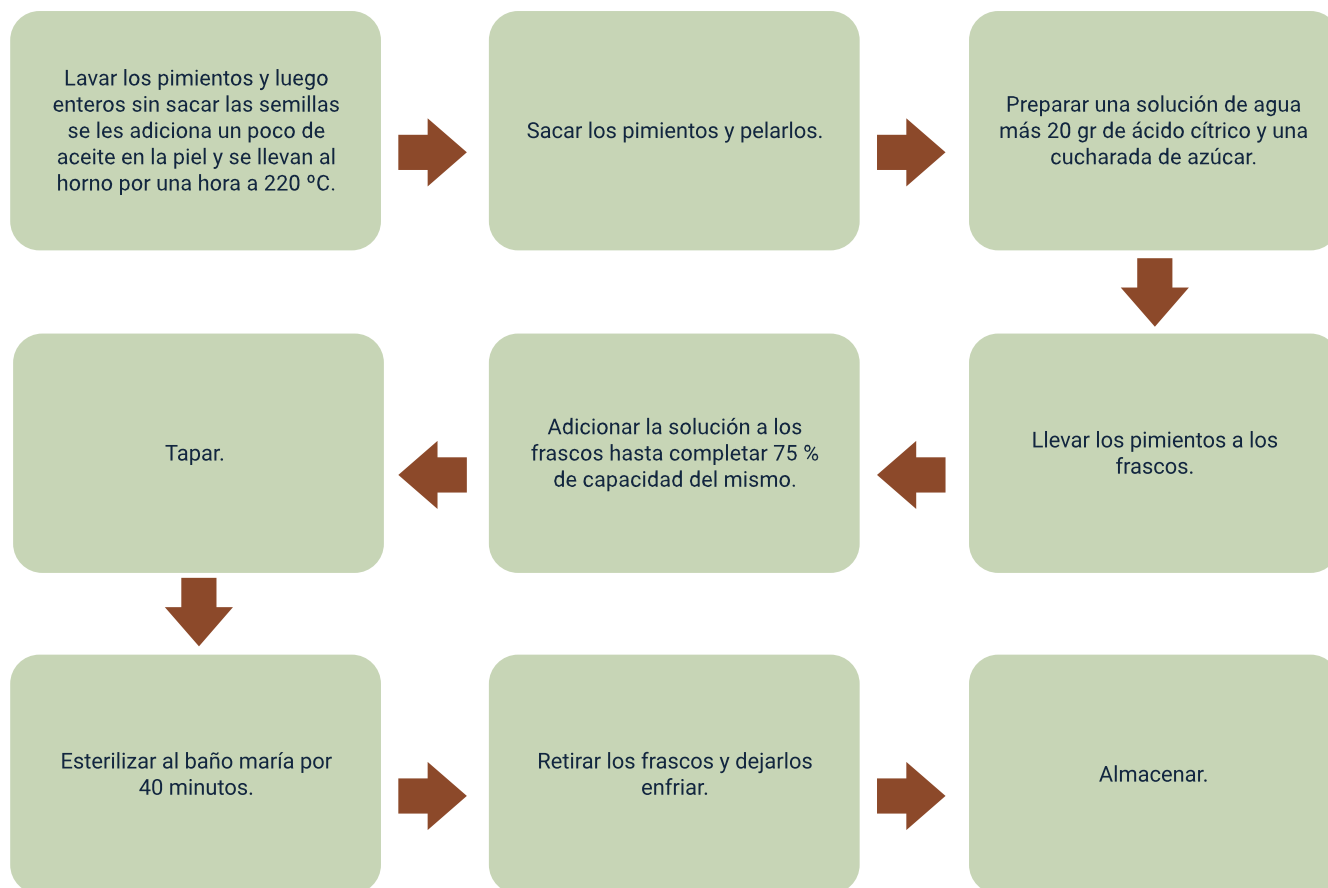 Lavar los pimientos y luego
enteros sin sacar las semillas
se les adiciona un poco de
aceite en la piel y se llevan al
horno por una hora a 220 ºC.
Sacar los pimientos y pelarlos.
Preparar una solución de agua
más 20 gr de ácido cítrico y una
cucharada de azúcar.
Llevar los pimientos a los
frascos.
Adicionar la solución a los
frascos hasta completar 75 %
de capacidad del mismo.
Tapar.
Esterilizar al baño maría por
40 minutos.
Retirar los frascos y dejarlos
enfriar.
Almacenar.